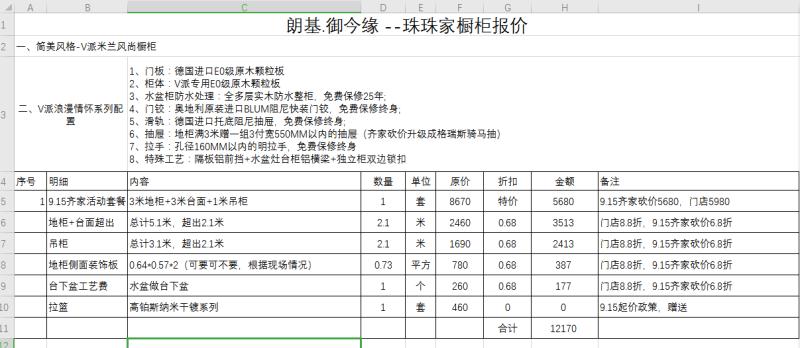 A B C D E F G H I
1 朗基.御今缘 --珠珠家橱柜报价
2 一、简美风格-V派米兰风尚橱柜
3 二、V派浪漫情怀系列配置
1、门板：德国进口E0级原木颗粒板
2、柜体：V派专用E0级原木颗粒板
3、水盆柜防水处理：全多层实木防水整柜，免费保修25年;
4、门铰：奥地利原装进口BLUM阻尼快装门铰，免费保修终身;
5、滑轨：德国进口托底阻尼抽屉，免费保修终身;
6、抽屉：地柜满3米赠一组3付宽550MM以内的抽屉（齐家砍价升级成格瑞斯骑马抽）
7、拉手：孔径160MM以内的明拉手，免费保修终身;
8、特殊工艺：隔板铝前挡+水盆灶台柜铝横梁+独立柜双边锁扣
4 序号 明细 内容 数量 单位 原价 折扣 金额 备注
5 1 9.15齐家活动套餐 3米地柜+3米台面+1米吊柜 1 套 8670 特价 5680 9.15齐家砍价5680，门店5980
6 地柜+台面超出 总计5.1米，超出2.1米 2.1 米 2460 0.68 3513 门店8.8折，9.15齐家砍价6.8折
7 吊柜 总计3.1米，超出2.1米 2.1 米 1690 0.68 2413 门店8.8折，9.15齐家砍价6.8折
8 地柜侧面装饰板 0.64*0.57*2（可要可不要，根据现场情况） 0.73 平方 780 0.68 387 门店8.8折，9.15齐家砍价6.8折
9 台下盆工艺费 水盆做台下盆 1 个 260 0.68 177 门店8.8折，9.15齐家砍价6.8折
10 拉篮 高铂斯纳米干镀系列 1 套 460 0 0 9.15起价政策，赠送
11 合计 12170
12